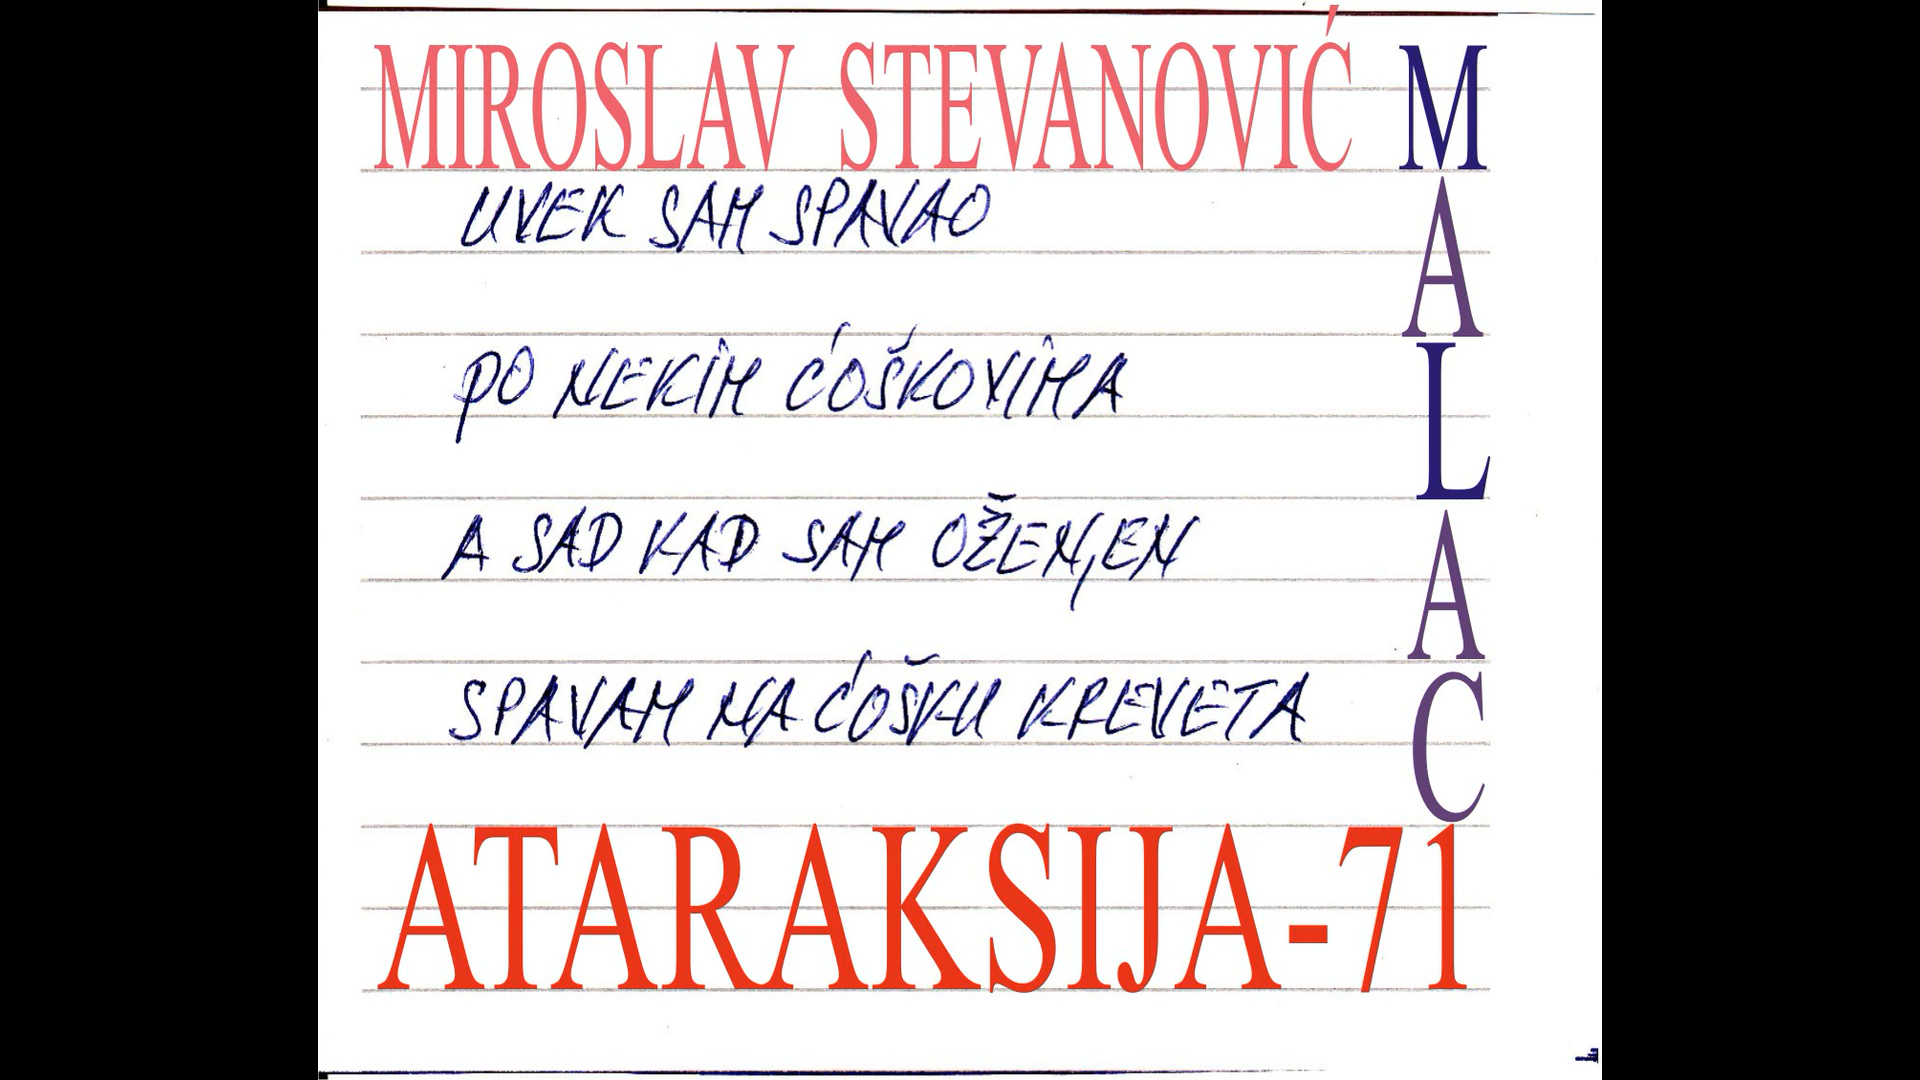 MIROSLAV STEVANOVIĆ
MALAC
UVEK SAM SPAVAO
PO NEKIM ĆOŠKOVIMA
A SAD KAD SAM OŽENJEN
SPAVAM NA ĆOŠKU KREVETA
ATARAKSIJA-71